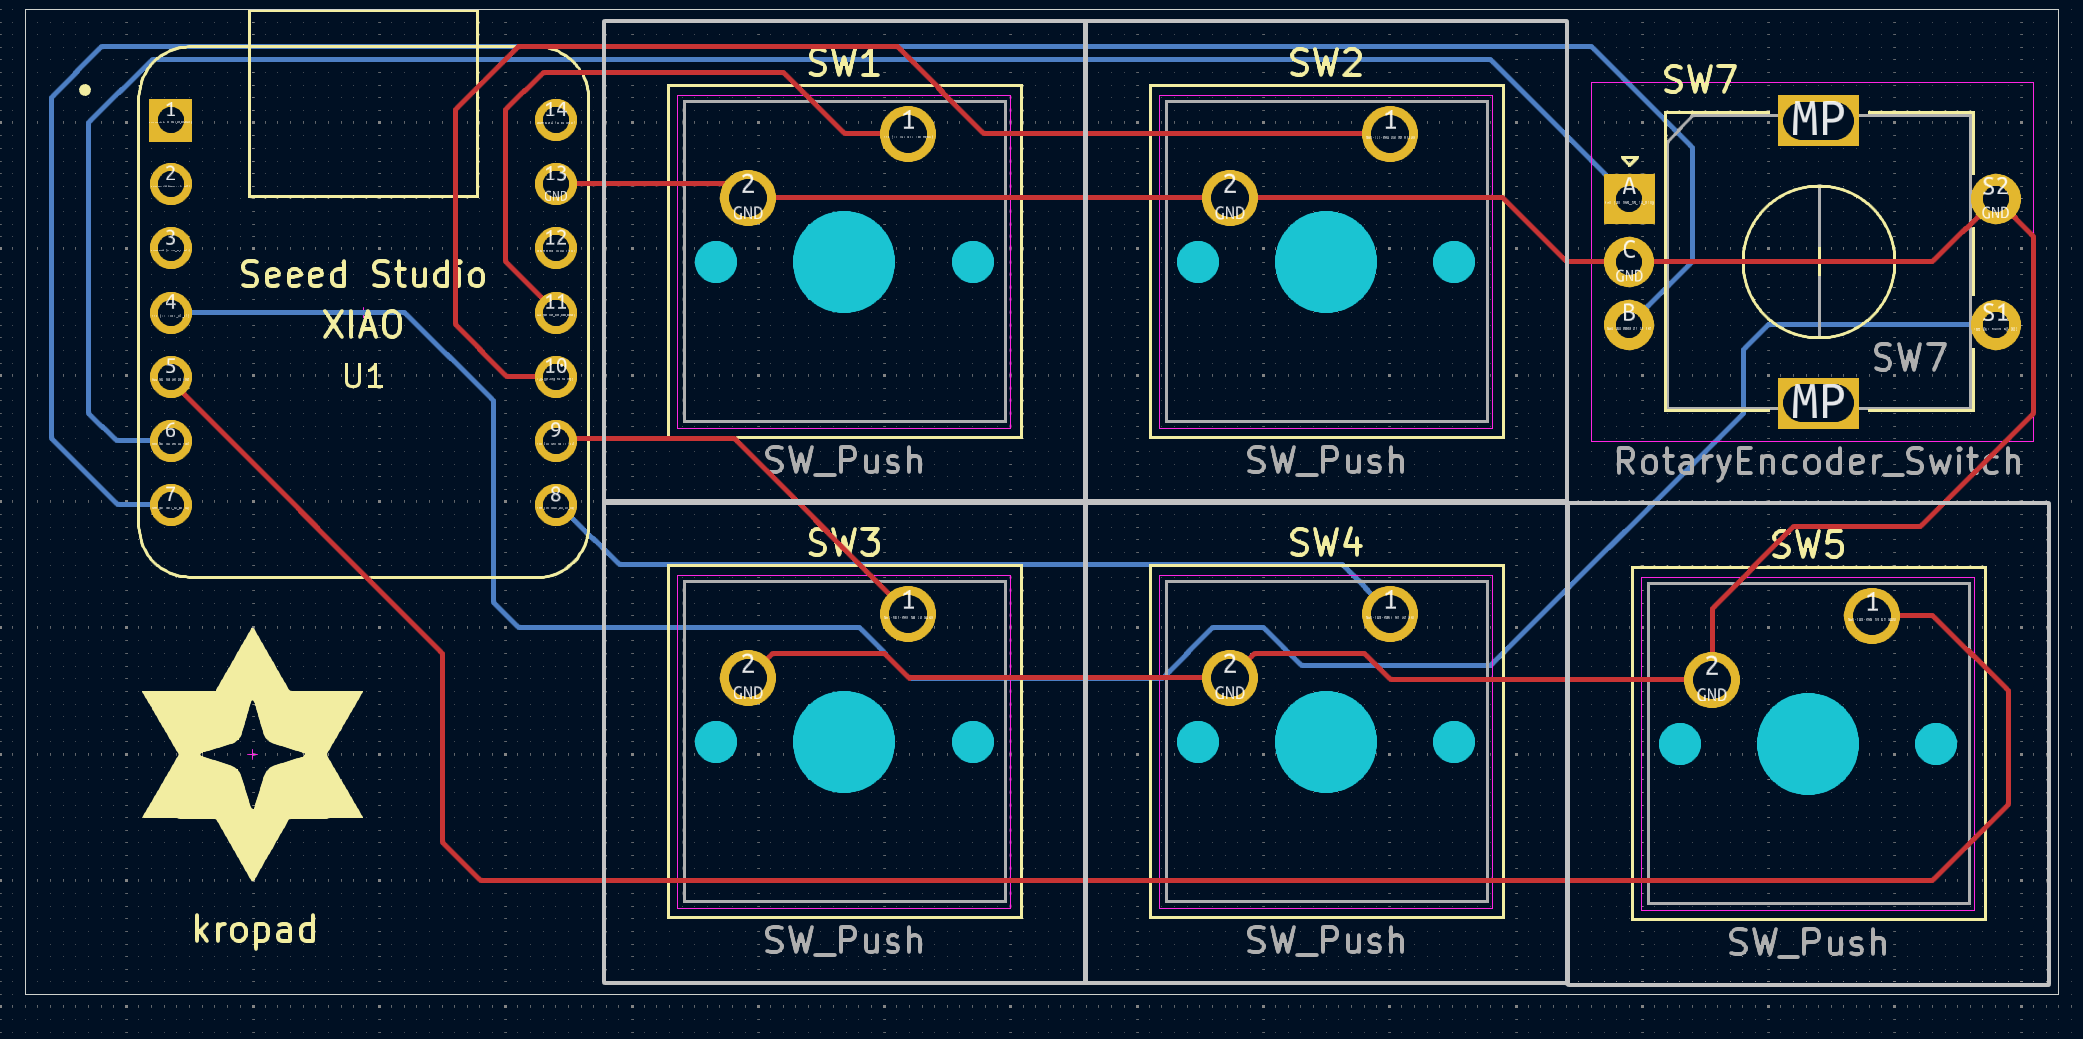 SW1
SW2
SW7
1
2
3
4
5
6
7
14
13
GND
12
11
10
9
8
Seeed Studio
XIAO
U1
1
2
GND
SW_Push
1
2
GND
SW_Push
MP
A
C
GND
B
S2
GND
S1
SW7
MP
RotaryEncoder_Switch
SW3
SW4
SW5
1
2
GND
SW_Push
1
2
GND
SW_Push
1
2
GND
SW_Push
kropad